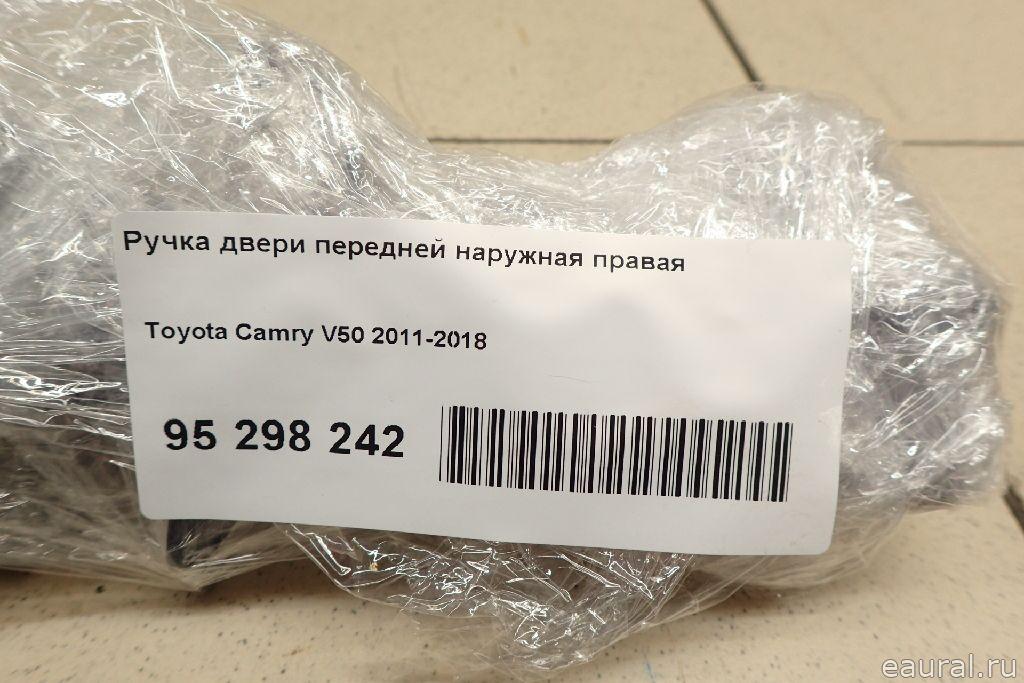 Ручка двери передней наружная правая
Toyota Camry V50 2011-2018
95 298 242
eaural.ru